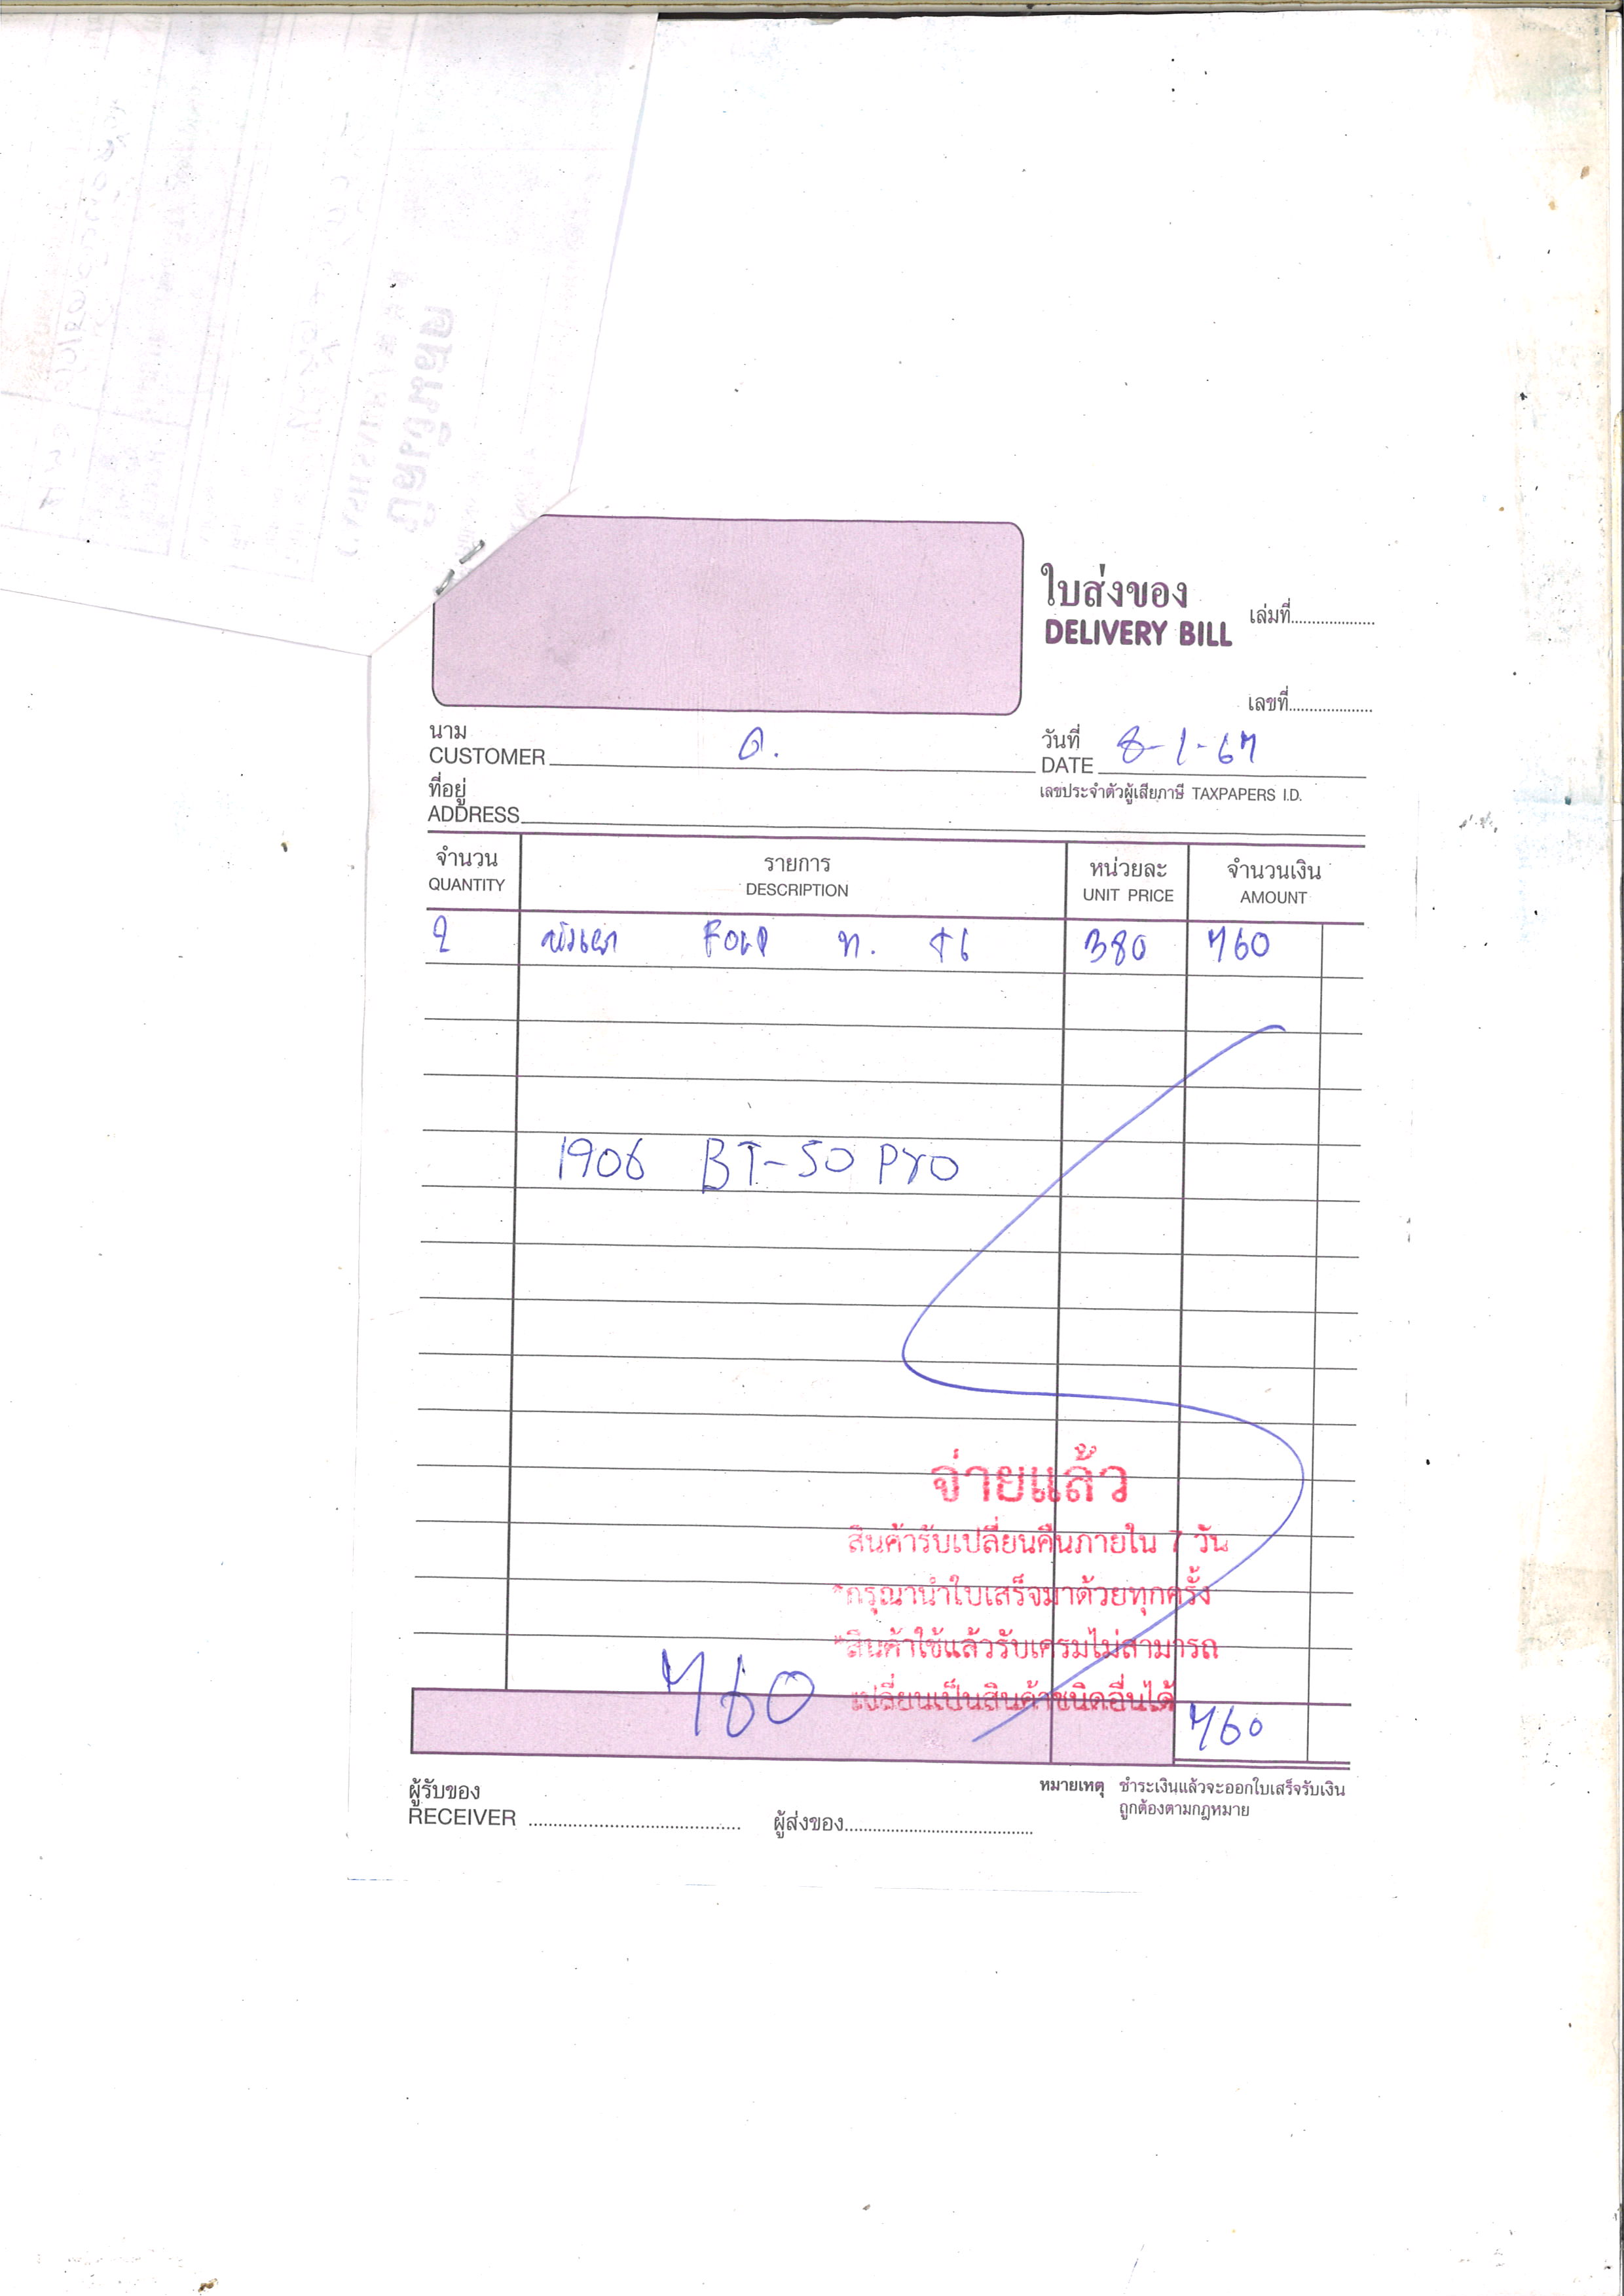 ใบส่งของ
DELIVERY BILL
เล่มที่
เลขที่
นาม
CUSTOMER
วันที่
DATE 8-1-67
ที่อยู่
ADDRESS
เลขประจำตัวผู้เสียภาษี TAXPAPERS I.D.
จำนวน รายการ หน่วยละ จำนวนเงิน
QUANTITY DESCRIPTION UNIT PRICE AMOUNT
2 380 760
1906 BT-50 Pro
จ่ายแล้ว
สินค้ารับเปลี่ยนคืนภายใน 7 วัน
*กรุณานำใบเสร็จมาด้วยทุกครั้ง
*สินค้าใช้แล้วรับเครมไม่สามารถ
เปลี่ยนเป็นสินค้าชนิดอื่นได้
760 760
ผู้รับของ
RECEIVER
ผู้ส่งของ
หมายเหตุ ชำระเงินแล้วจะออกใบเสร็จรับเงิน
ถูกต้องตามกฎหมาย